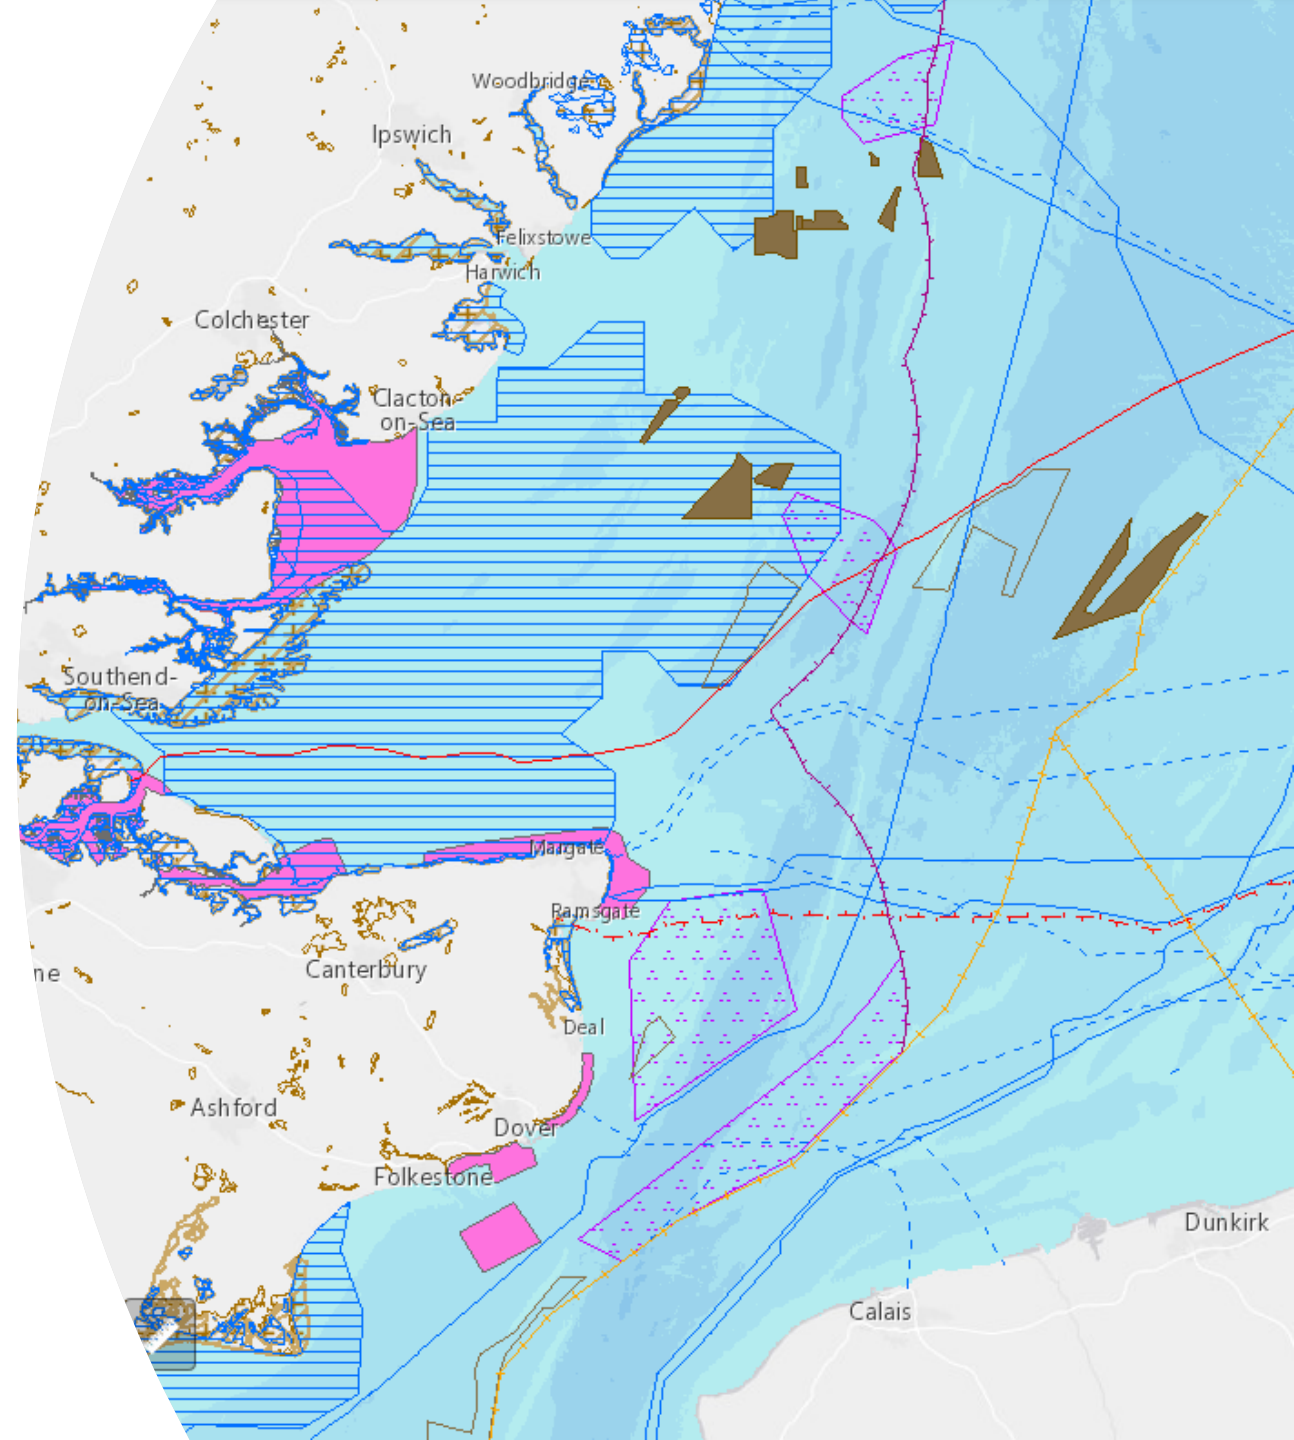 Woodbridge
Ipswich
Felixstowe
Harwich
Colchester
Clacton-
on-Sea
Southend-
on-Sea
Margate
Ramsgate
ne
Canterbury
Deal
Ashford
Dover
Folkestone
Dunkirk
Calais